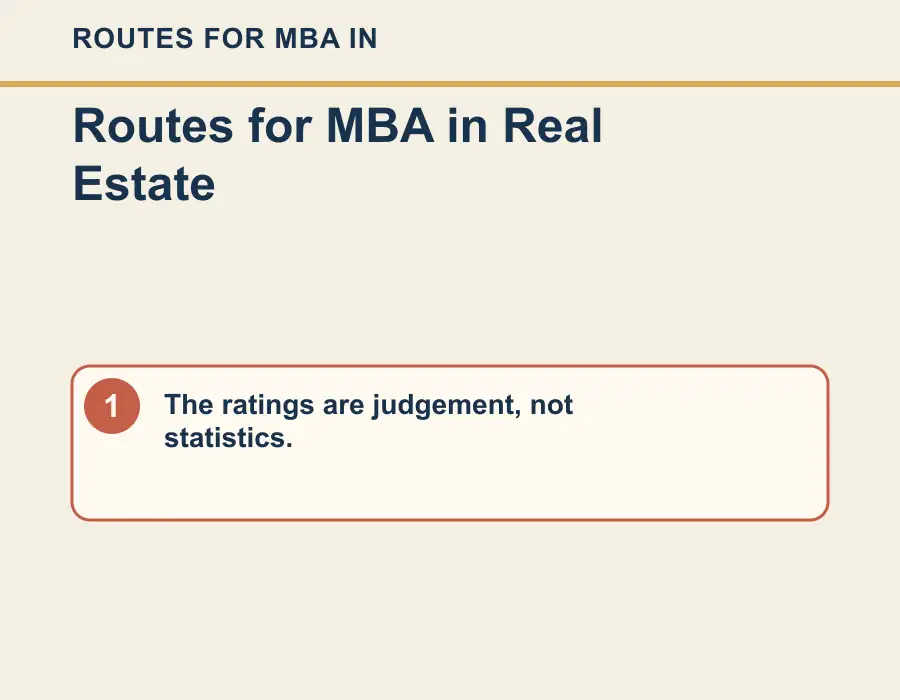 ROUTES FOR MBA IN
Routes for MBA in Real
Estate
1
The ratings are judgement, not
statistics.